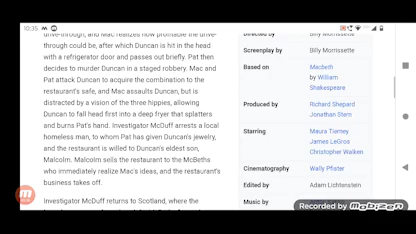 10:35
drive-through, and Mac realizes how profitable the drive-
through could be, after which Duncan is hit in the head
with a refrigerator door and passes out briefly. Pat then
decides to murder Duncan in a staged robbery. Mac and
Pat attack Duncan to acquire the combination to the
restaurant's safe, and Mac assaults Duncan, but is
distracted by a vision of the three hippies, allowing
Duncan to fall head first into a deep fryer that splatters
and burns Pat's hand. Investigator McDuff arrests a local
homeless man, to whom Pat has given Duncan's jewelry,
and the restaurant is willed to Duncan's eldest son,
Malcolm. Malcolm sells the restaurant to the McBeths
who immediately realize Mac's ideas, and the restaurant's
business takes off.
Investigator McDuff returns to Scotland, where the
Directed by Billy Morrissette
Screenplay by Billy Morrissette
Based on Macbeth
by William
Shakespeare
Produced by Richard Shepard
Jonathan Stern
Starring Maura Tierney
James LeGros
Christopher Walken
Cinematography Wally Pfister
Edited by Adam Lichtenstein
Music by
Recorded by MOBIZEN